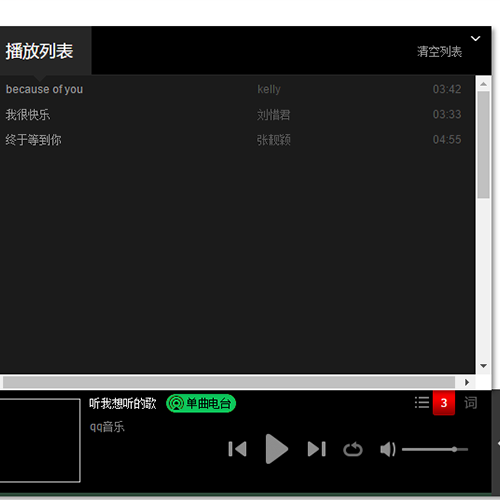 播放列表 清空列表
because of you kelly 03:42
我很快乐 刘惜君 03:33
终于等到你 张靓颖 04:55
听我想听的歌 单曲电台 3 词
qq音乐